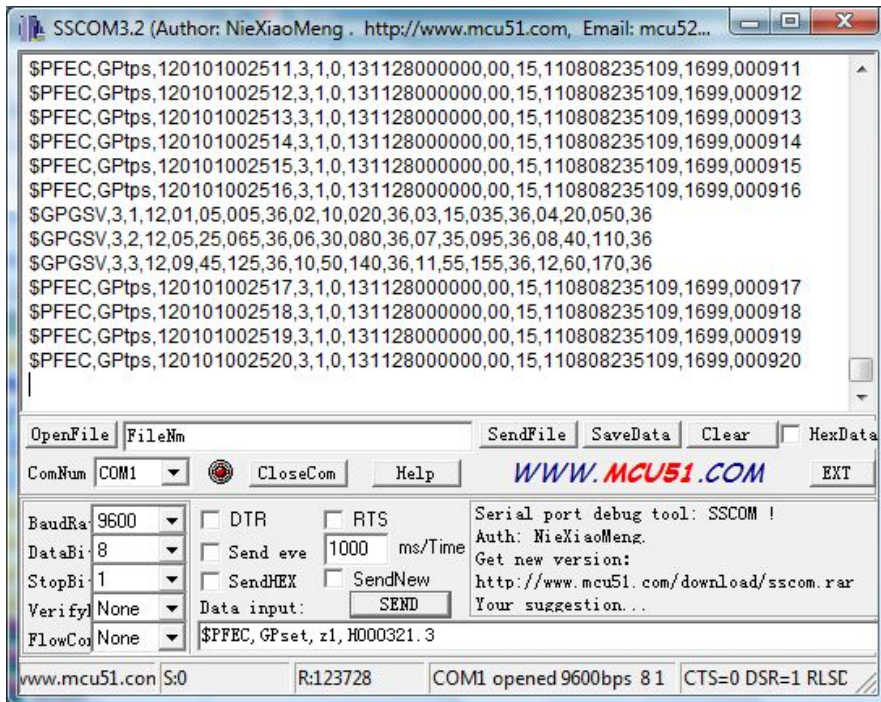 SSCOM3.2 (Author: NieXiaoMeng . http://www.mcu51.com, Email: mcu52...
$PFEC,GPtps,120101002511,3,1,0,131128000000,00,15,110808235109,1699,000911
$PFEC,GPtps,120101002512,3,1,0,131128000000,00,15,110808235109,1699,000912
$PFEC,GPtps,120101002513,3,1,0,131128000000,00,15,110808235109,1699,000913
$PFEC,GPtps,120101002514,3,1,0,131128000000,00,15,110808235109,1699,000914
$PFEC,GPtps,120101002515,3,1,0,131128000000,00,15,110808235109,1699,000915
$PFEC,GPtps,120101002516,3,1,0,131128000000,00,15,110808235109,1699,000916
$GPGSV,3,1,12,01,05,005,36,02,10,020,36,03,15,035,36,04,20,050,36
$GPGSV,3,2,12,05,25,065,36,06,30,080,36,07,35,095,36,08,40,110,36
$GPGSV,3,3,12,09,45,125,36,10,50,140,36,11,55,155,36,12,60,170,36
$PFEC,GPtps,120101002517,3,1,0,131128000000,00,15,110808235109,1699,000917
$PFEC,GPtps,120101002518,3,1,0,131128000000,00,15,110808235109,1699,000918
$PFEC,GPtps,120101002519,3,1,0,131128000000,00,15,110808235109,1699,000919
$PFEC,GPtps,120101002520,3,1,0,131128000000,00,15,110808235109,1699,000920
OpenFile FileNm SendFile SaveData Clear HexData
ComNum COM1 CloseCom Help WWW.MCU51.COM EXT
BaudRa 9600 DTR RTS
DataBi 8 Send eve 1000 ms/Time
StopBi 1 SendHEX SendNew
Verify None Data input: SEND
FlowCo None $PFEC, GPset, z1, H000321.3
Serial port debug tool: SSCOM !
Auth: NieXiaoMeng.
Get new version:
http://www.mcu51.com/download/sscom.rar
Your suggestion...
www.mcu51.con S:0 R:123728 COM1 opened 9600bps 8 1 CTS=0 DSR=1 RLSD